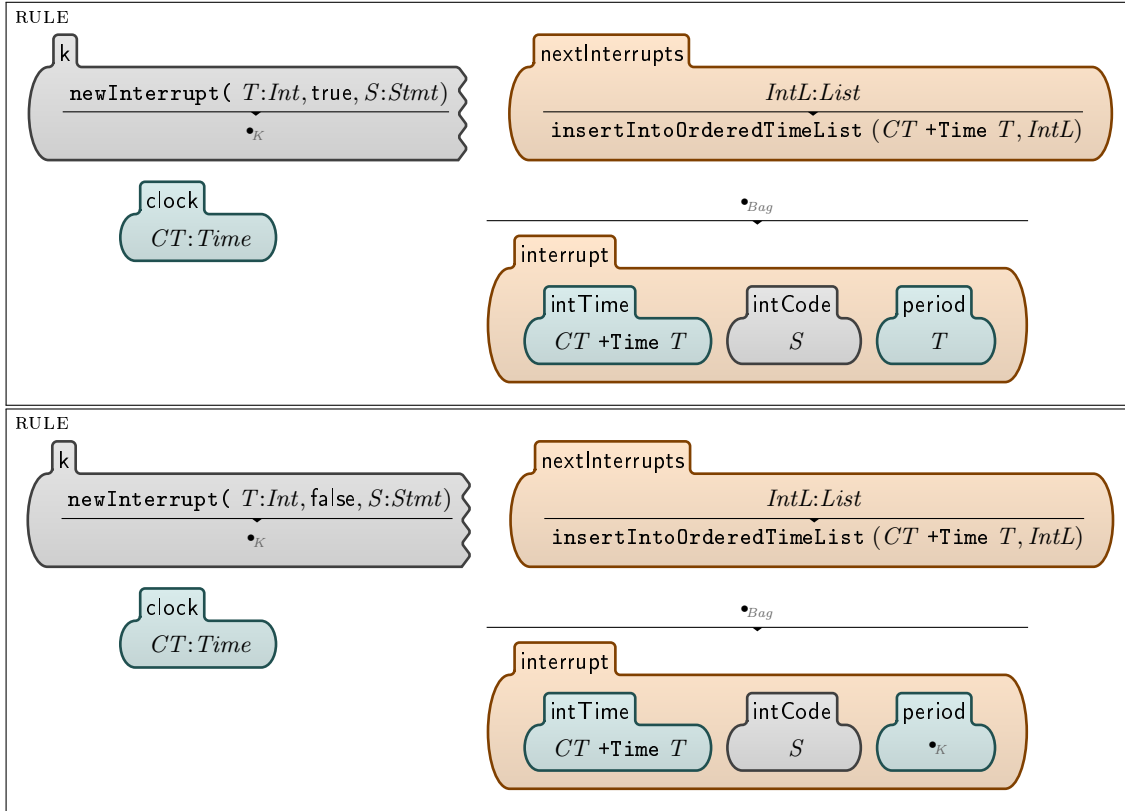 RULE
k
nextInterrupts
newInterrupt( T:Int, true, S:Stmt)
IntL:List
•K
insertIntoOrderedTimeList (CT +Time T, IntL)
clock
•Bag
CT:Time
interrupt
intTime intCode period
CT +Time T S T
RULE
k
nextInterrupts
newInterrupt( T:Int, false, S:Stmt)
IntL:List
•K
insertIntoOrderedTimeList (CT +Time T, IntL)
clock
•Bag
CT:Time
interrupt
intTime intCode period
CT +Time T S •K